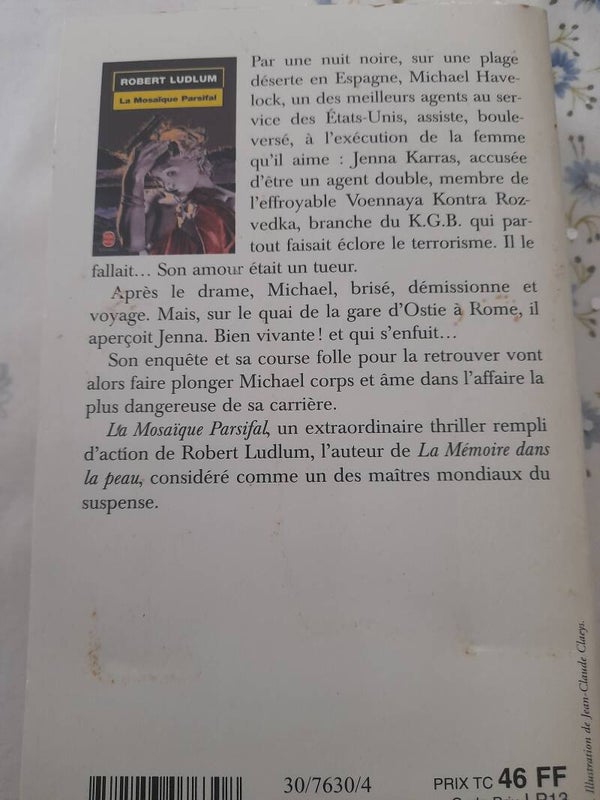 ROBERT LUDLUM
La Mosaïque Parsifal
Par une nuit noire, sur une plage
déserte en Espagne, Michael Have-
lock, un des meilleurs agents au ser-
vice des États-Unis, assiste, boule-
versé, à l'exécution de la femme
qu'il aime : Jenna Karras, accusée
d'être un agent double, membre de
l'effroyable Voennaya Kontra Roz-
vedka, branche du K.G.B. qui par-
tout faisait éclore le terrorisme. Il le
fallait... Son amour était un tueur.
Après le drame, Michael, brisé, démissionne et
voyage. Mais, sur le quai de la gare d'Ostie à Rome, il
aperçoit Jenna. Bien vivante ! et qui s'enfuit...
Son enquête et sa course folle pour la retrouver vont
alors faire plonger Michael corps et âme dans l'affaire la
plus dangereuse de sa carrière.
La Mosaïque Parsifal, un extraordinaire thriller rempli
d'action de Robert Ludlum, l'auteur de La Mémoire dans
la peau, considéré comme un des maîtres mondiaux du
suspense.
Illustration de Jean-Claude Claeys.
30/7630/4
PRIX TC 46 FF
LP13